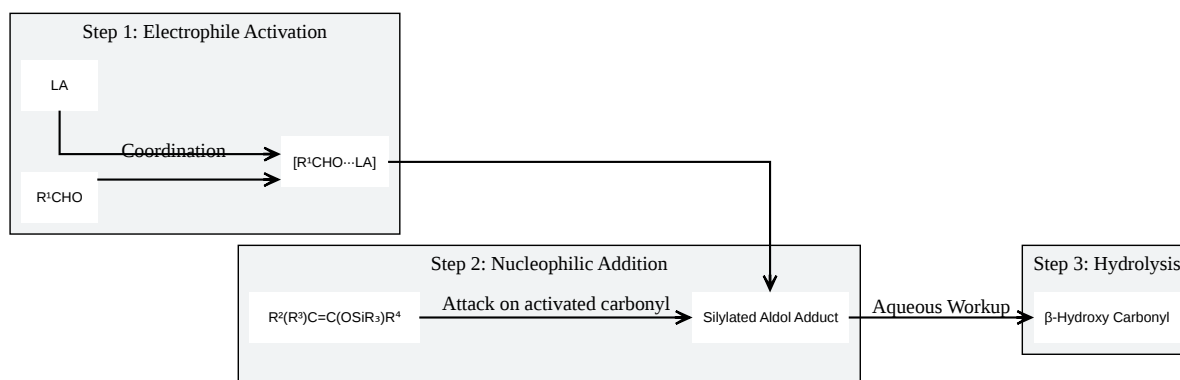 Step 1: Electrophile Activation
LA
Coordination
[R¹CHO···LA]
R¹CHO
Step 2: Nucleophilic Addition
Step 3: Hydrolysis
R²(R³)C=C(OSiR₃)R⁴
Attack on activated carbonyl
Silylated Aldol Adduct
Aqueous Workup
β-Hydroxy Carbonyl